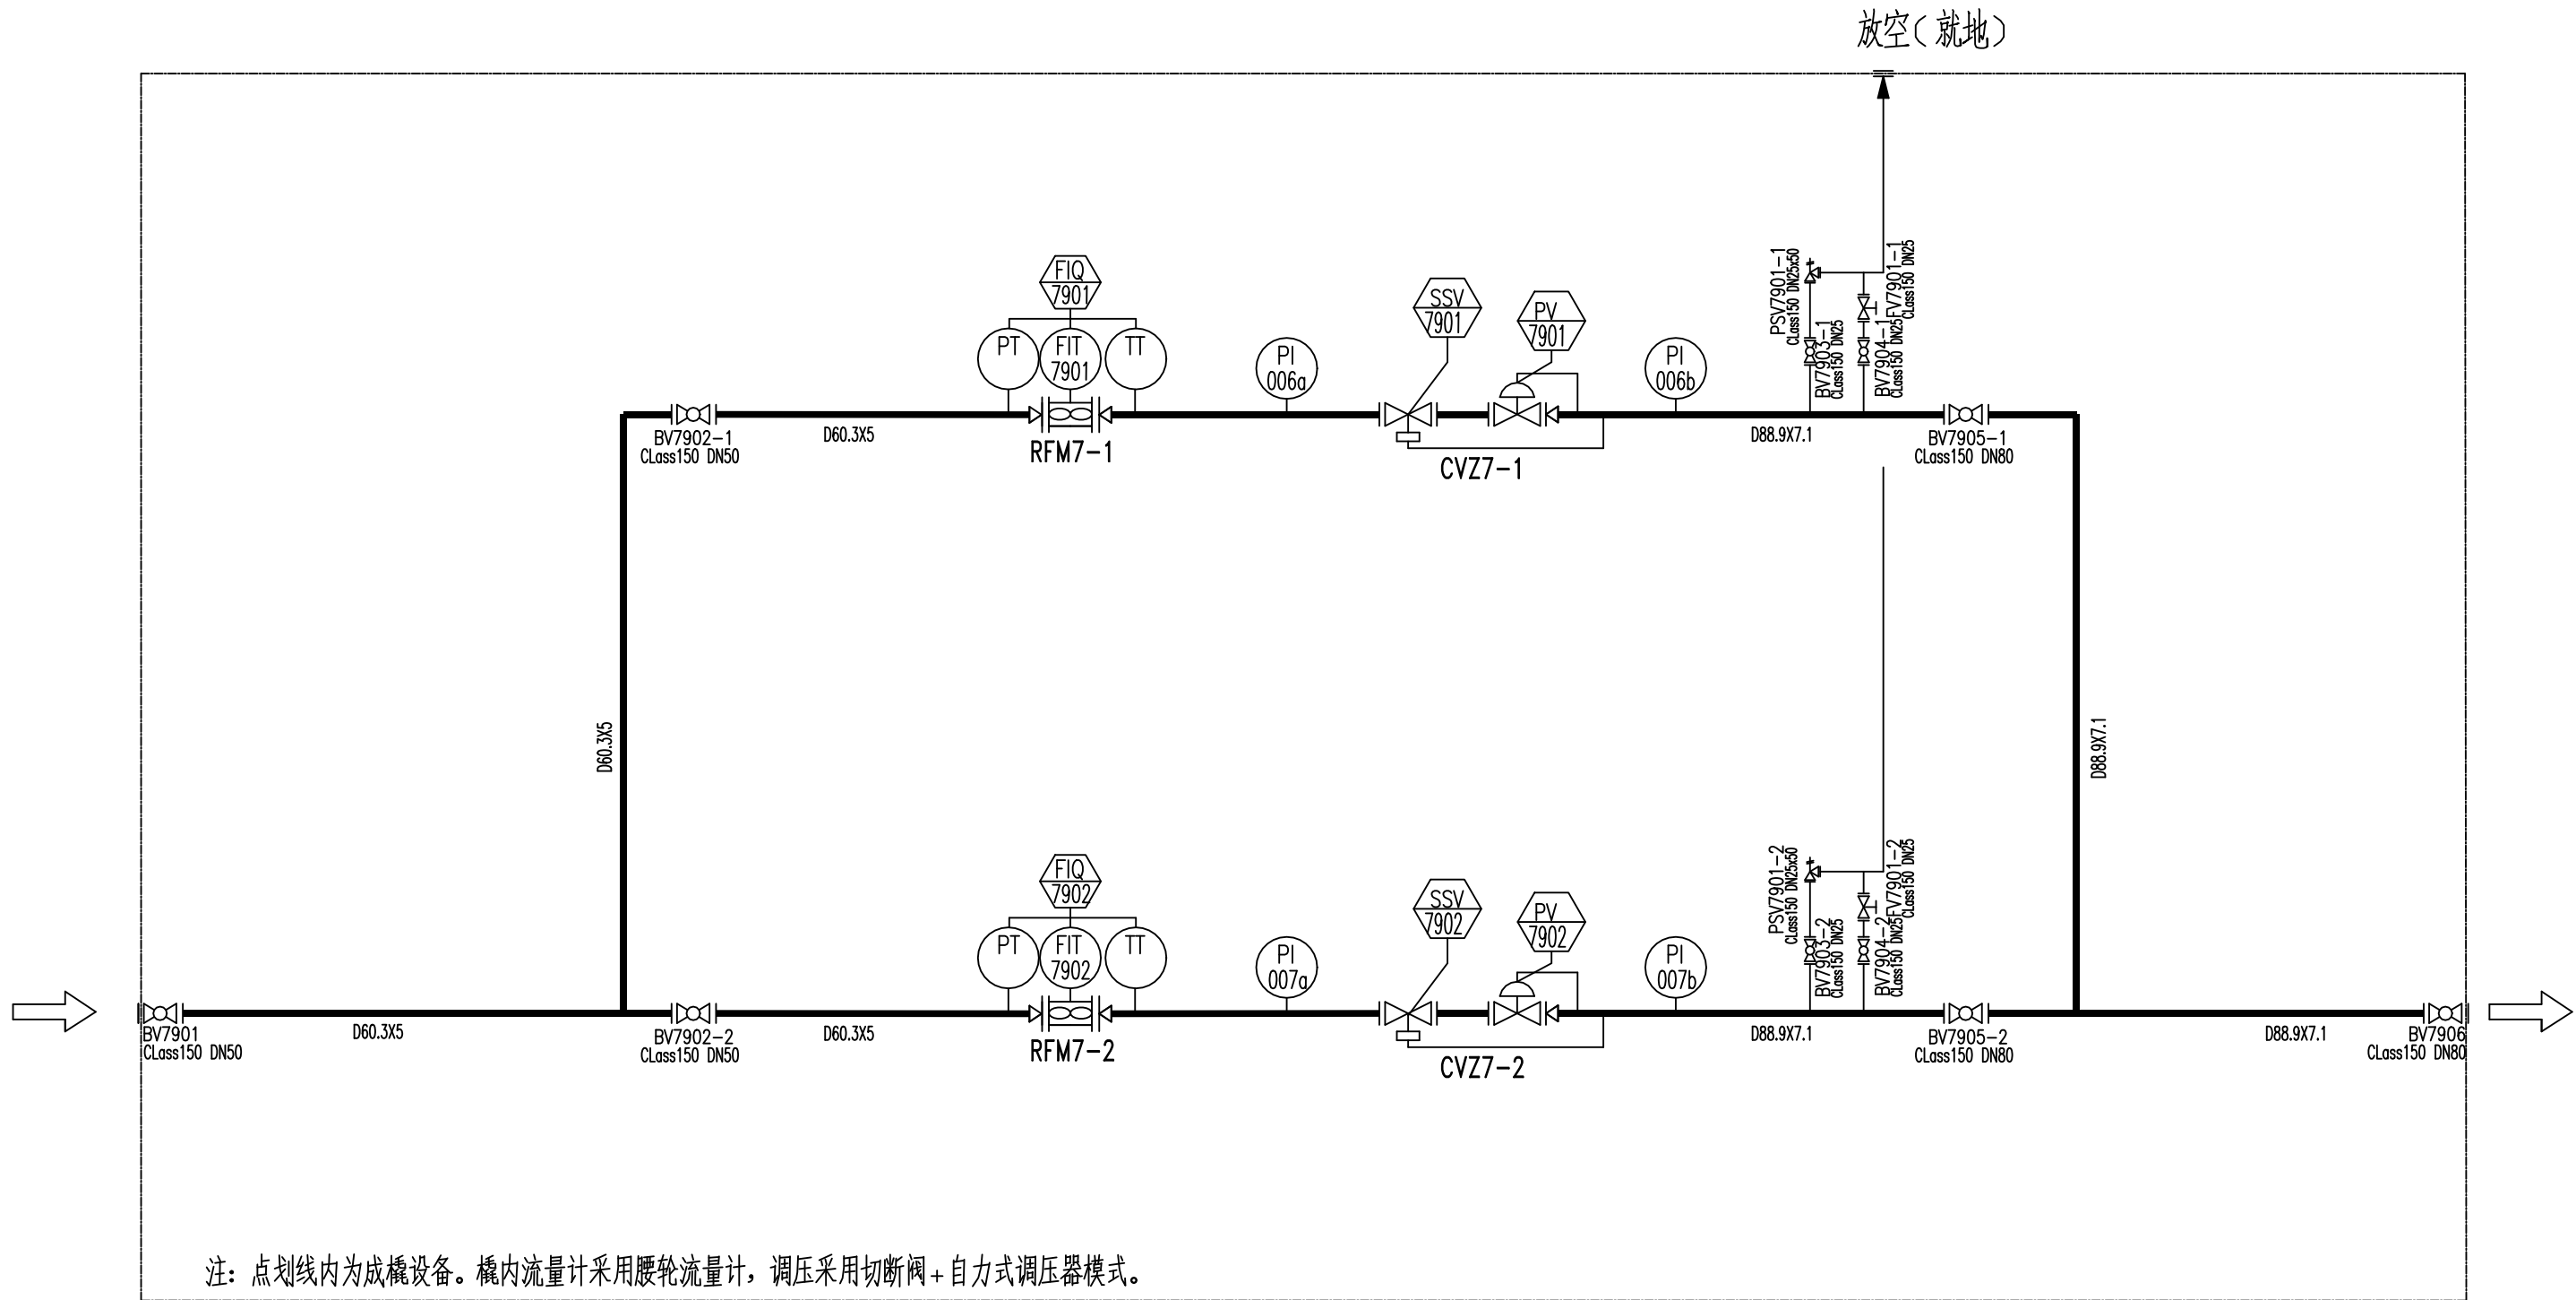 放空(就地)
FIQ
7901
PT
FIT
7901
TT
PI
006a
SSV
7901
PV
7901
PI
006b
PSV7901-1
CLass150 DN25x50
BV7903-1
CLass150 DN25
FV7901-1
CLass150 DN25
BV7904-1
CLass150 DN25
BV7902-1
CLass150 DN50
D60.3X5
RFM7-1
CVZ7-1
D88.9X7.1
BV7905-1
CLass150 DN80
D60.3X5
D88.9X7.1
FIQ
7902
PT
FIT
7902
TT
PI
007a
SSV
7902
PV
7902
PI
007b
PSV7901-2
CLass150 DN25x50
BV7903-2
CLass150 DN25
FV7901-2
CLass150 DN25
BV7904-2
CLass150 DN25
BV7901
CLass150 DN50
D60.3X5
BV7902-2
CLass150 DN50
D60.3X5
RFM7-2
CVZ7-2
D88.9X7.1
BV7905-2
CLass150 DN80
D88.9X7.1
BV7906
CLass150 DN80
注：点划线内为成橇设备。橇内流量计采用腰轮流量计，调压采用切断阀+自力式调压器模式。